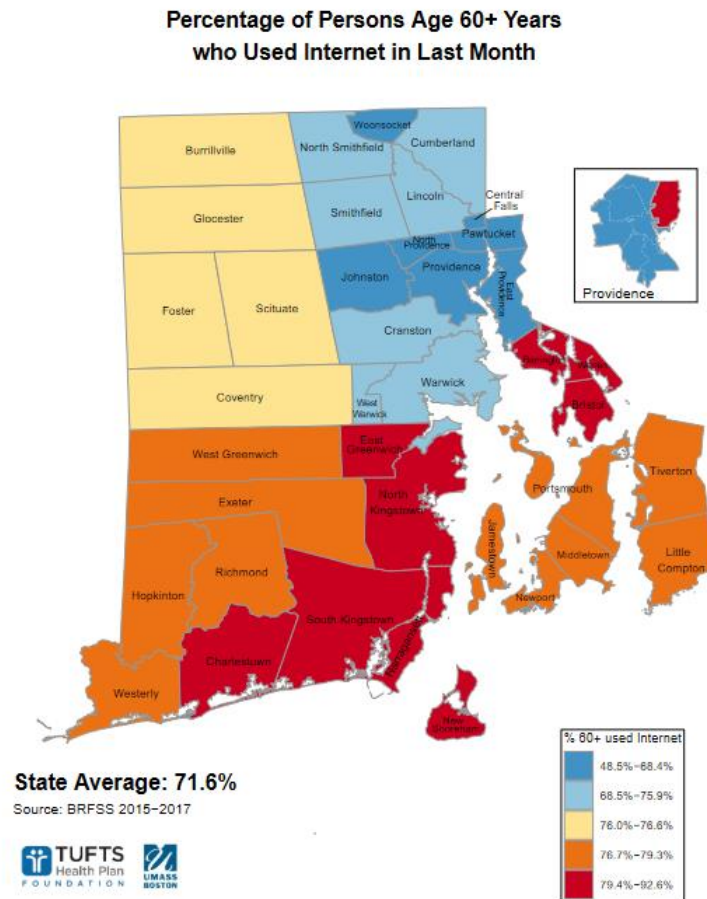 Percentage of Persons Age 60+ Years
who Used Internet in Last Month
Woonsocket
Burrillville
North Smithfield
Cumberland
Glocester
Smithfield
Lincoln
Central
Falls
Pawtucket
North
Providence
Johnston
Providence
East Providence
Providence
Foster
Scituate
Cranston
Barrington
Warren
Bristol
Coventry
West
Warwick
Warwick
West Greenwich
East
Greenwich
Exeter
North
Kingstown
Portsmouth
Tiverton
Jamestown
Middletown
Little
Compton
Newport
Hopkinton
Richmond
South Kingstown
Narragansett
Charlestown
Westerly
New Shoreham
% 60+ used Internet
48.5%–68.4%
68.5%–75.9%
76.0%–76.6%
76.7%–79.3%
79.4%–92.6%
State Average: 71.6%
Source: BRFSS 2015–2017
TUFTS
Health Plan
FOUNDATION
UMASS
BOSTON